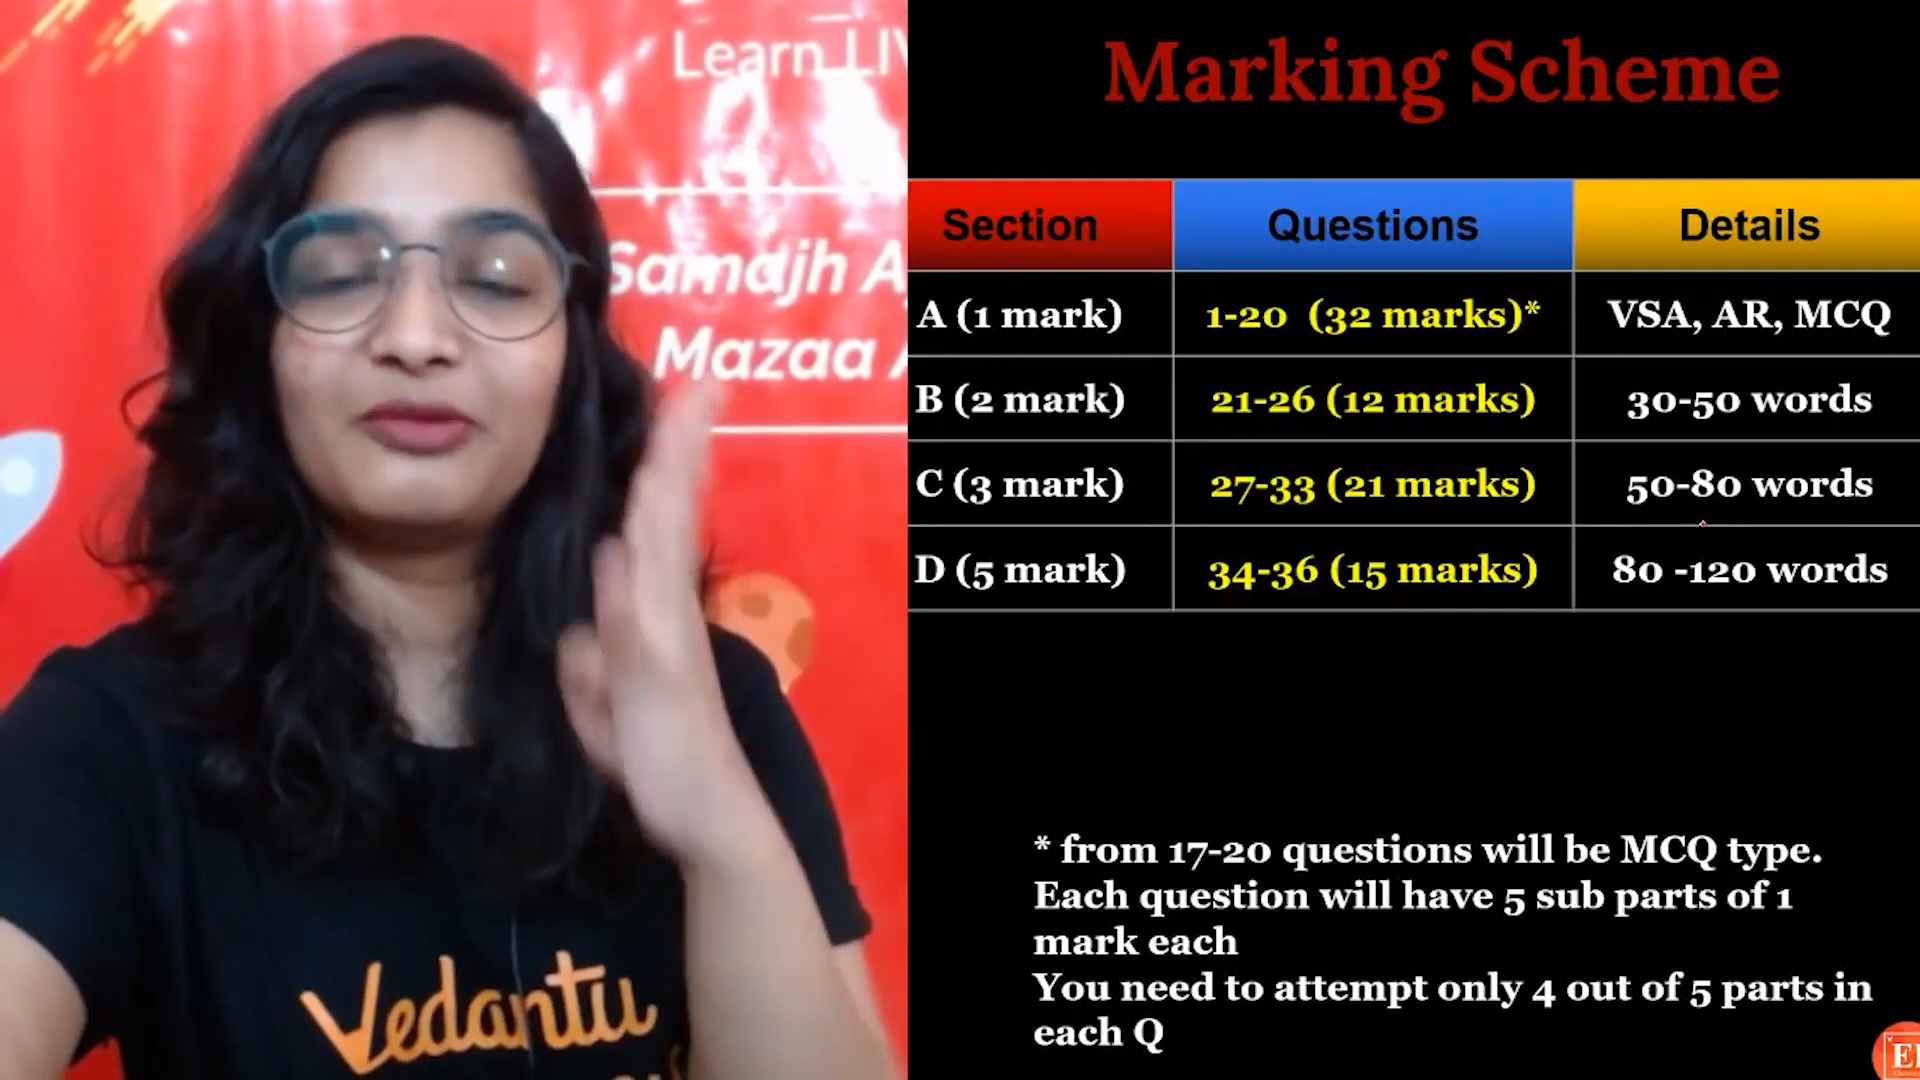 Learn LIV
Samajh A
Mazaa
Vedantu
Marking Scheme
Section Questions Details
A (1 mark) 1-20 (32 marks)* VSA, AR, MCQ
B (2 mark) 21-26 (12 marks) 30-50 words
C (3 mark) 27-33 (21 marks) 50-80 words
D (5 mark) 34-36 (15 marks) 80 -120 words
* from 17-20 questions will be MCQ type.
Each question will have 5 sub parts of 1
mark each
You need to attempt only 4 out of 5 parts in
each Q